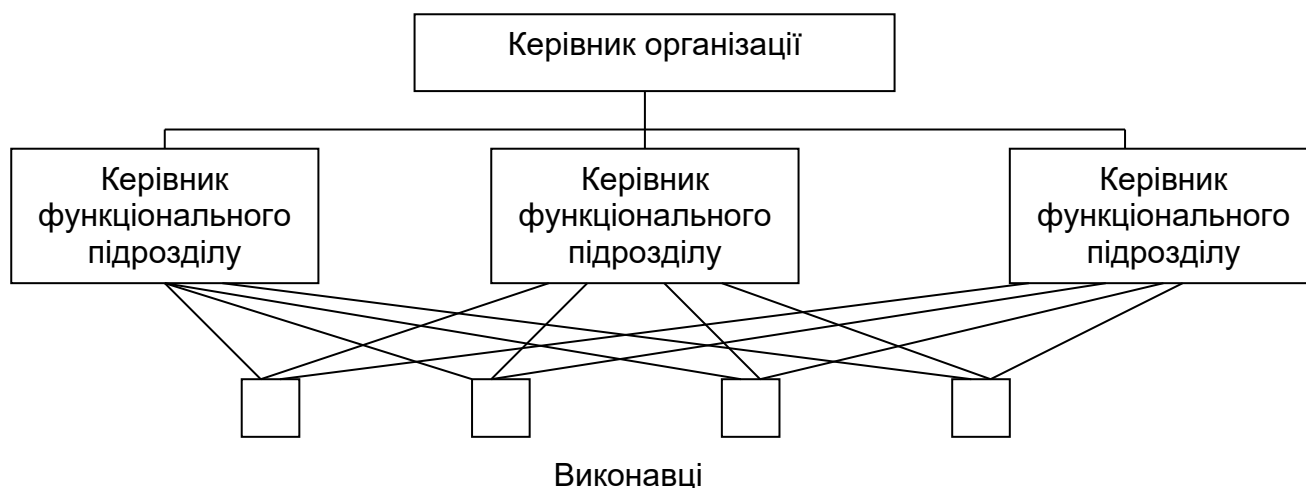 Керівник організації
Керівник
функціонального
підрозділу
Керівник
функціонального
підрозділу
Керівник
функціонального
підрозділу
Виконавці